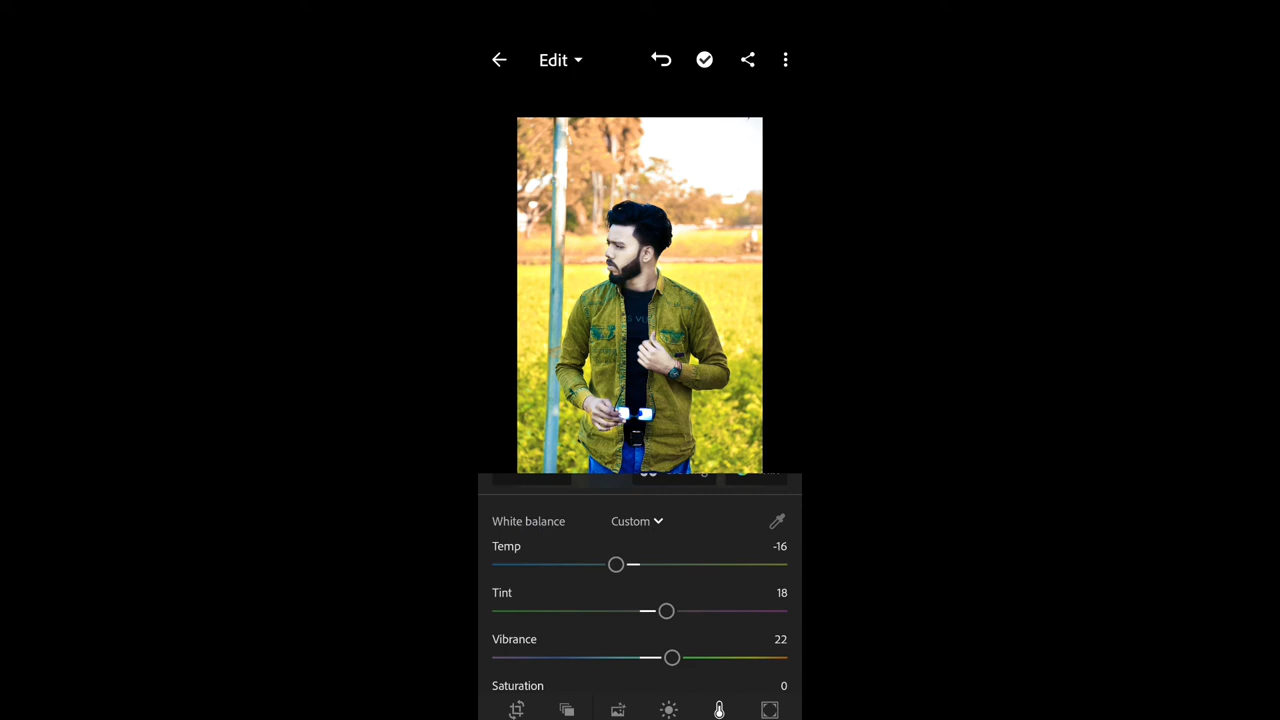 Edit
White balance Custom
Temp -16
Tint 18
Vibrance 22
Saturation 0